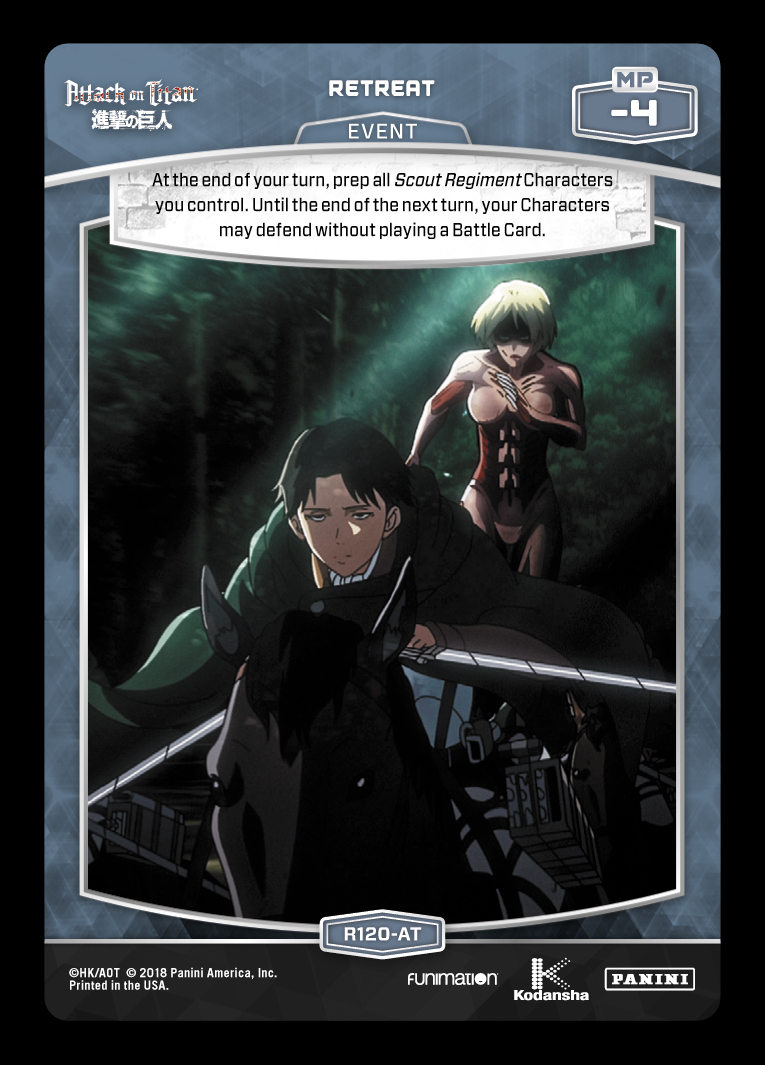 Attack on Titan
進撃の巨人
RETREAT
EVENT
MP
-4
At the end of your turn, prep all Scout Regiment Characters
you control. Until the end of the next turn, your Characters
may defend without playing a Battle Card.
R120-AT
©HK/AOT © 2018 Panini America, Inc.
Printed in the USA.
FUNIMATION
Kodansha
PANINI